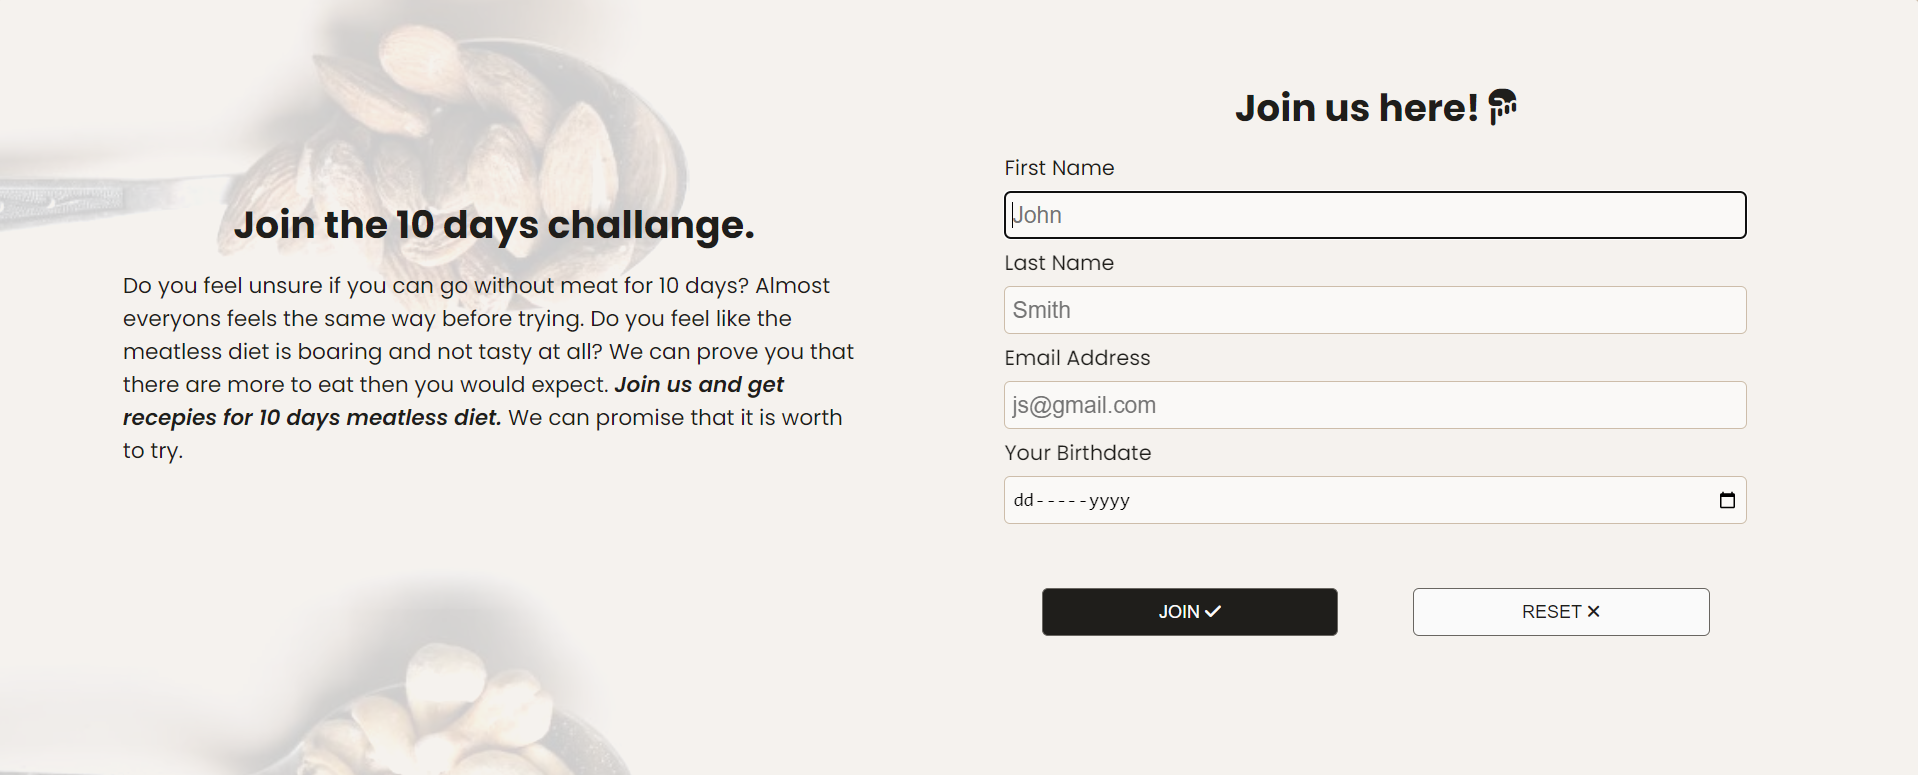 Join the 10 days challange.
Do you feel unsure if you can go without meat for 10 days? Almost
everyons feels the same way before trying. Do you feel like the
meatless diet is boaring and not tasty at all? We can prove you that
there are more to eat then you would expect. Join us and get
recepies for 10 days meatless diet. We can promise that it is worth
to try.
Join us here!
First Name
John
Last Name
Smith
Email Address
js@gmail.com
Your Birthdate
dd-----yyyy
JOIN
RESET